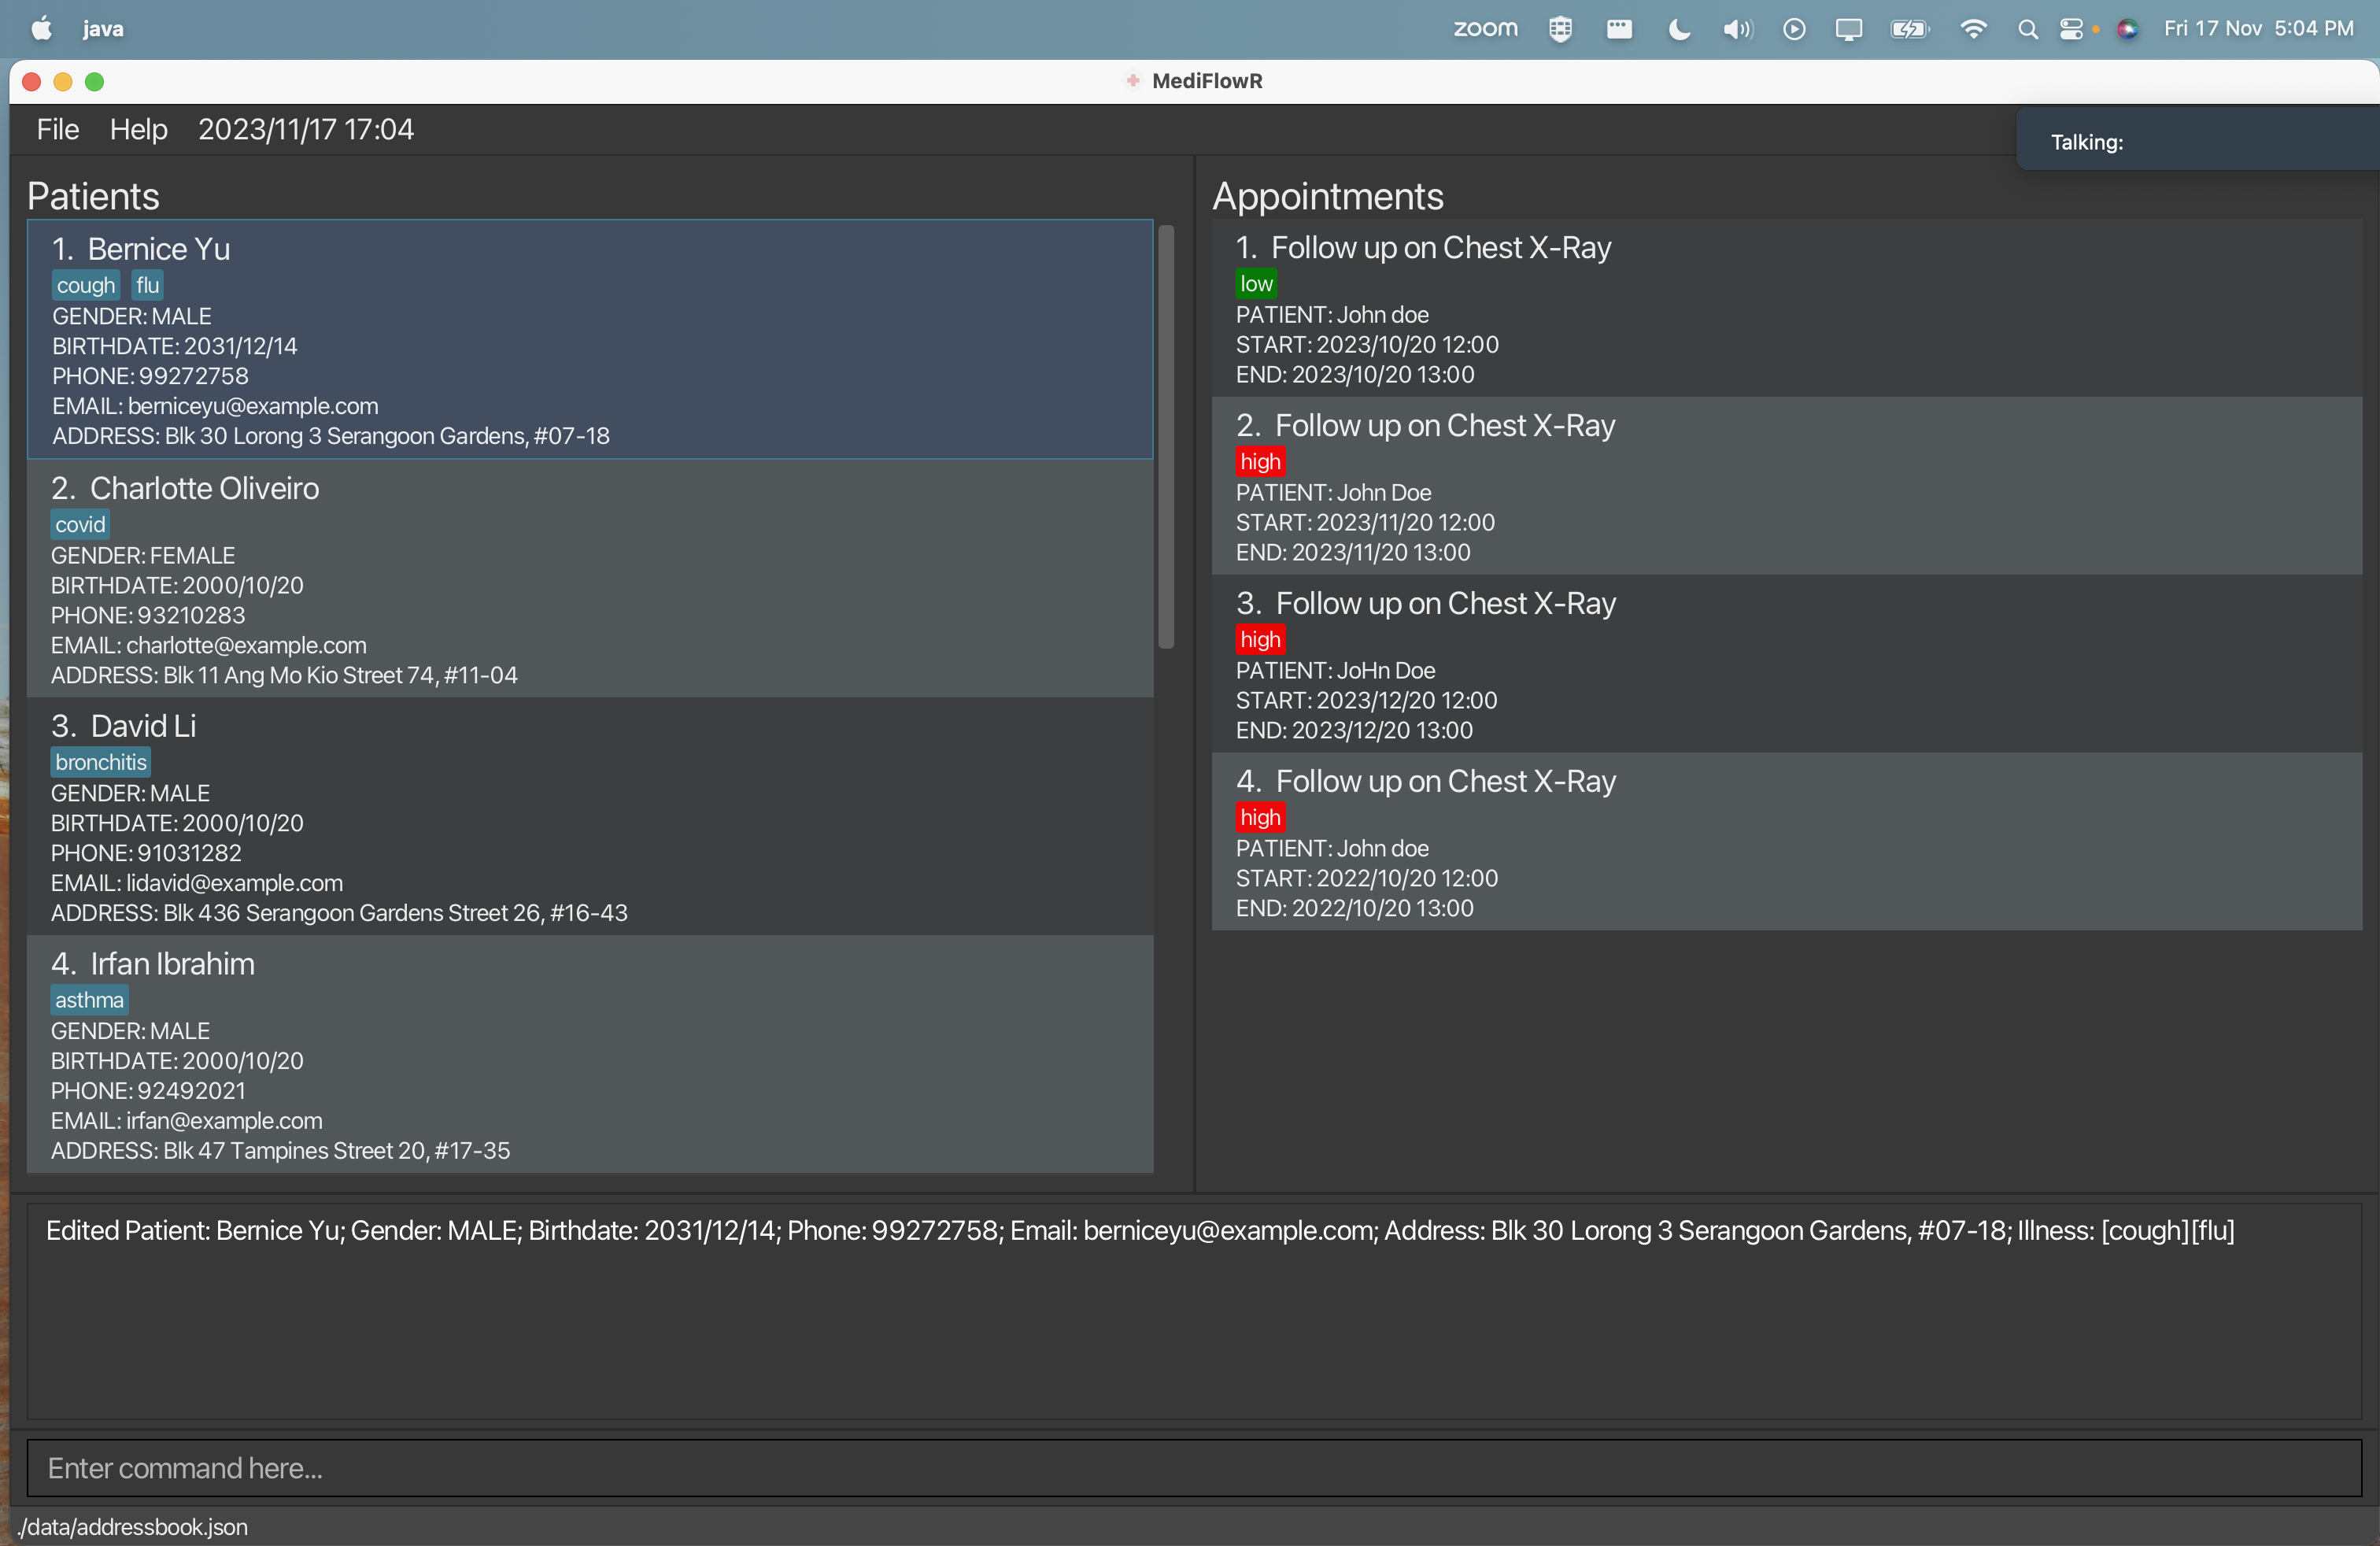 java
zoom
Fri 17 Nov 5:04 PM
MediFlowR
File Help 2023/11/17 17:04
Talking:
Patients
1. Bernice Yu
cough flu
GENDER: MALE
BIRTHDATE: 2031/12/14
PHONE: 99272758
EMAIL: berniceyu@example.com
ADDRESS: Blk 30 Lorong 3 Serangoon Gardens, #07-18
2. Charlotte Oliveiro
covid
GENDER: FEMALE
BIRTHDATE: 2000/10/20
PHONE: 93210283
EMAIL: charlotte@example.com
ADDRESS: Blk 11 Ang Mo Kio Street 74, #11-04
3. David Li
bronchitis
GENDER: MALE
BIRTHDATE: 2000/10/20
PHONE: 91031282
EMAIL: lidavid@example.com
ADDRESS: Blk 436 Serangoon Gardens Street 26, #16-43
4. Irfan Ibrahim
asthma
GENDER: MALE
BIRTHDATE: 2000/10/20
PHONE: 92492021
EMAIL: irfan@example.com
ADDRESS: Blk 47 Tampines Street 20, #17-35
Appointments
1. Follow up on Chest X-Ray
low
PATIENT: John doe
START: 2023/10/20 12:00
END: 2023/10/20 13:00
2. Follow up on Chest X-Ray
high
PATIENT: John Doe
START: 2023/11/20 12:00
END: 2023/11/20 13:00
3. Follow up on Chest X-Ray
high
PATIENT: JoHn Doe
START: 2023/12/20 12:00
END: 2023/12/20 13:00
4. Follow up on Chest X-Ray
high
PATIENT: John doe
START: 2022/10/20 12:00
END: 2022/10/20 13:00
Edited Patient: Bernice Yu; Gender: MALE; Birthdate: 2031/12/14; Phone: 99272758; Email: berniceyu@example.com; Address: Blk 30 Lorong 3 Serangoon Gardens, #07-18; Illness: [cough][flu]
Enter command here...
./data/addressbook.json